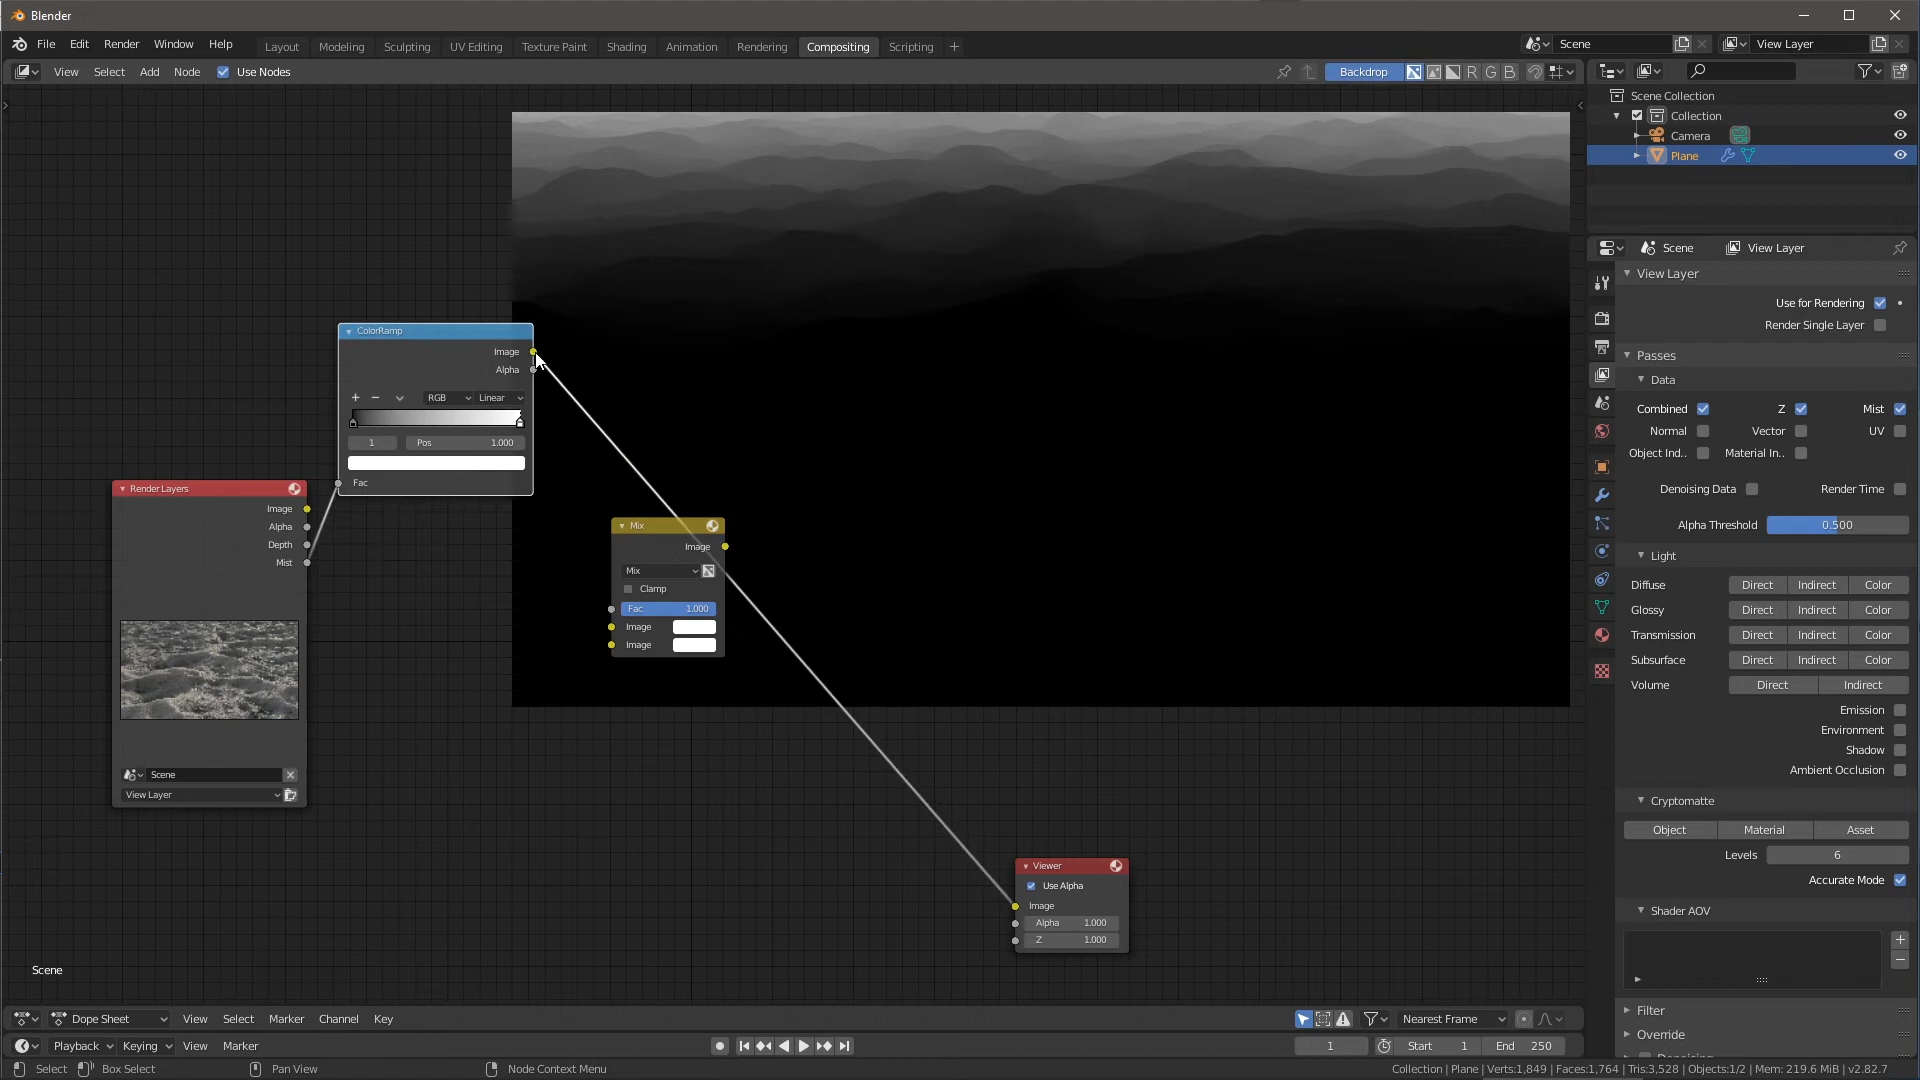 Blender
File Edit Render Window Help
Layout Modeling Sculpting UV Editing Texture Paint Shading Animation Rendering Compositing Scripting +
Scene
View Layer
View Select Add Node Use Nodes
Backdrop R G B
Scene Collection
Collection
Camera
Plane
Scene View Layer
View Layer
Use for Rendering
Render Single Layer
Passes
Data
Combined Z Mist
Normal Vector UV
Object Ind.. Material In..
Denoising Data Render Time
Alpha Threshold 0.500
Light
Diffuse Direct Indirect Color
Glossy Direct Indirect Color
Transmission Direct Indirect Color
Subsurface Direct Indirect Color
Volume Direct Indirect
Emission
Environment
Shadow
Ambient Occlusion
Cryptomatte
Object Material Asset
Levels 6
Accurate Mode
Shader AOV
Filter
Override
ColorRamp
Image
Alpha
RGB Linear
1 Pos 1.000
Fac
Render Layers
Image
Alpha
Depth
Mist
Scene
View Layer
Mix
Image
Mix
Clamp
Fac 1.000
Image
Image
Viewer
Use Alpha
Image
Alpha 1.000
Z 1.000
Scene
Dope Sheet View Select Marker Channel Key
Nearest Frame
Playback Keying View Marker
1 Start 1 End 250
Select Box Select Pan View Node Context Menu
Collection | Plane | Verts:1,849 | Faces:1,764 | Tris:3,528 | Objects:1/2 | Mem: 219.6 MiB | v2.82.7